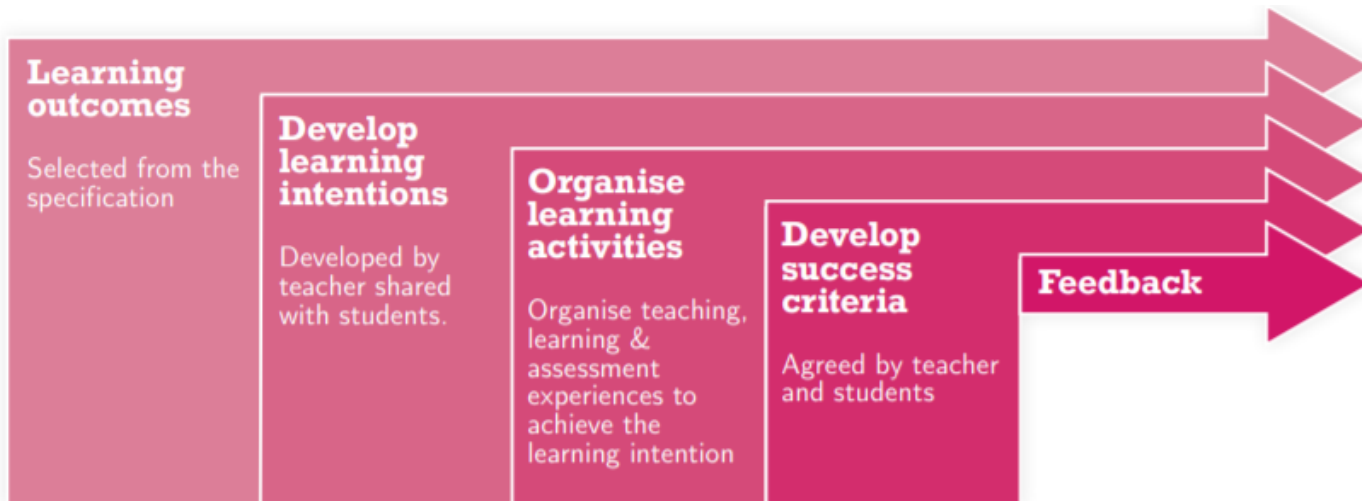 Learning
outcomes
Selected from the
specification
Develop
learning
intentions
Developed by
teacher shared
with students.
Organise
learning
activities
Organise teaching,
learning &
assessment
experiences to
achieve the
learning intention
Develop
success
criteria
Agreed by teacher
and students
Feedback